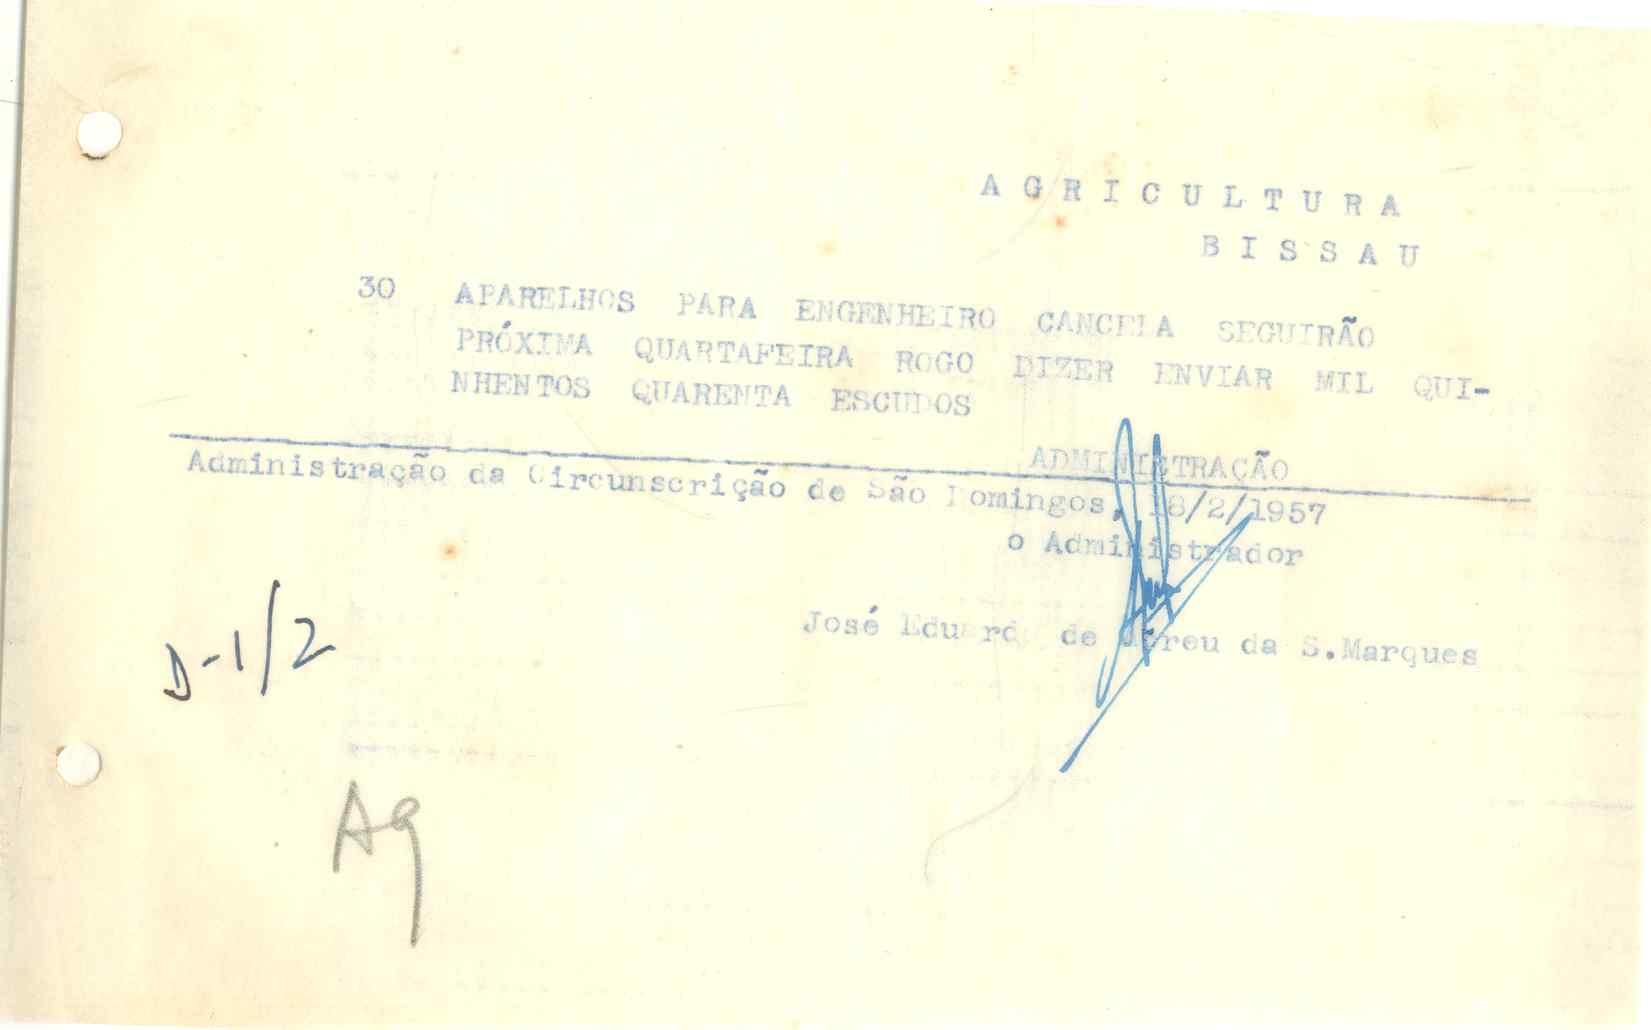 A G R I C U L T U R A
B I S S A U
30 APARELHOS PARA ENGENHEIRO CANCELA SEGUIRÃO
PRÓXIMA QUARTAFEIRA ROGO DIZER ENVIAR MIL QUI-
NHENTOS QUARENTA ESCUDOS
ADMINISTRAÇÃO
Administração da Circunscrição de São Domingos, 18/2/1957
o Administrador
José Eduardo de Abreu da S.Marques
D-1/2
Ag